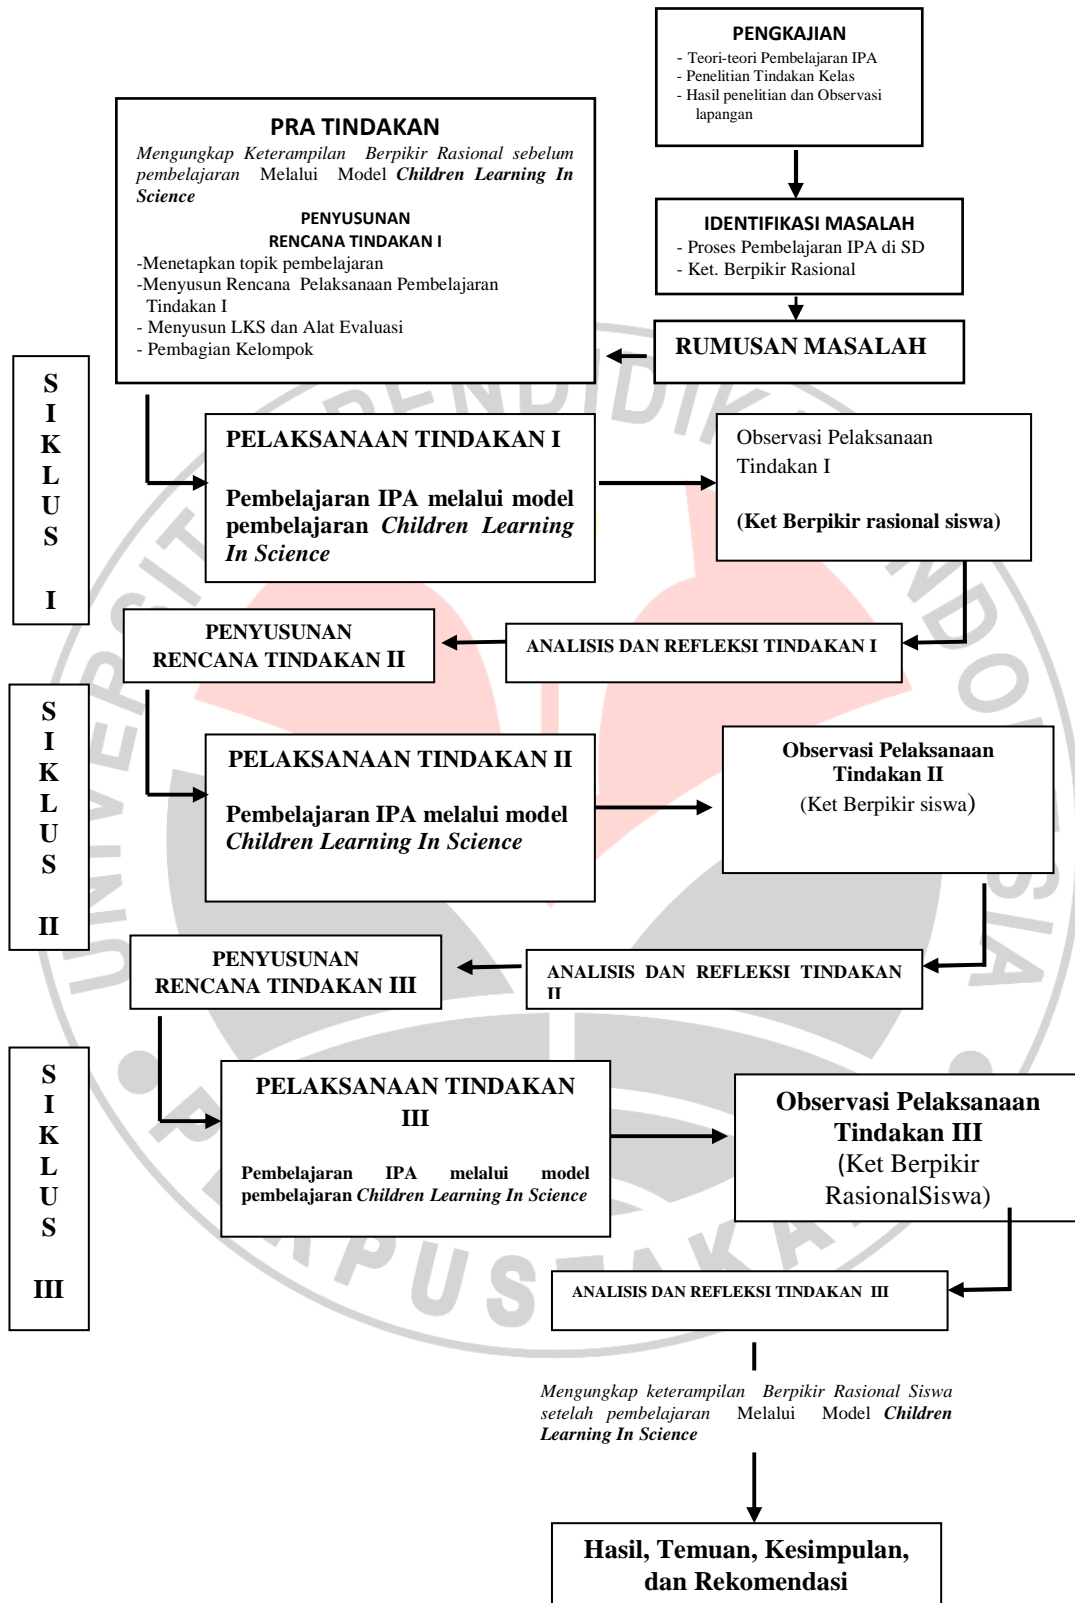 PENGKAJIAN
- Teori-teori Pembelajaran IPA
- Penelitian Tindakan Kelas
- Hasil penelitian dan Observasi
lapangan
IDENTIFIKASI MASALAH
- Proses Pembelajaran IPA di SD
- Ket. Berpikir Rasional
RUMUSAN MASALAH
PRA TINDAKAN
Mengungkap Keterampilan Berpikir Rasional sebelum
pembelajaran Melalui Model Children Learning In
Science
PENYUSUNAN
RENCANA TINDAKAN I
-Menetapkan topik pembelajaran
-Menyusun Rencana Pelaksanaan Pembelajaran
Tindakan I
- Menyusun LKS dan Alat Evaluasi
- Pembagian Kelompok
SIKLUS I
PELAKSANAAN TINDAKAN I
Pembelajaran IPA melalui model
pembelajaran Children Learning
In Science
Observasi Pelaksanaan
Tindakan I
(Ket Berpikir rasional siswa)
ANALISIS DAN REFLEKSI TINDAKAN I
PENYUSUNAN
RENCANA TINDAKAN II
SIKLUS II
PELAKSANAAN TINDAKAN II
Pembelajaran IPA melalui model
Children Learning In Science
Observasi Pelaksanaan
Tindakan II
(Ket Berpikir siswa)
ANALISIS DAN REFLEKSI TINDAKAN
II
PENYUSUNAN
RENCANA TINDAKAN III
SIKLUS III
PELAKSANAAN TINDAKAN
III
Pembelajaran IPA melalui model
pembelajaran Children Learning In Science
Observasi Pelaksanaan
Tindakan III
(Ket Berpikir
RasionalSiswa)
ANALISIS DAN REFLEKSI TINDAKAN III
Mengungkap keterampilan Berpikir Rasional Siswa
setelah pembelajaran Melalui Model Children
Learning In Science
Hasil, Temuan, Kesimpulan,
dan Rekomendasi